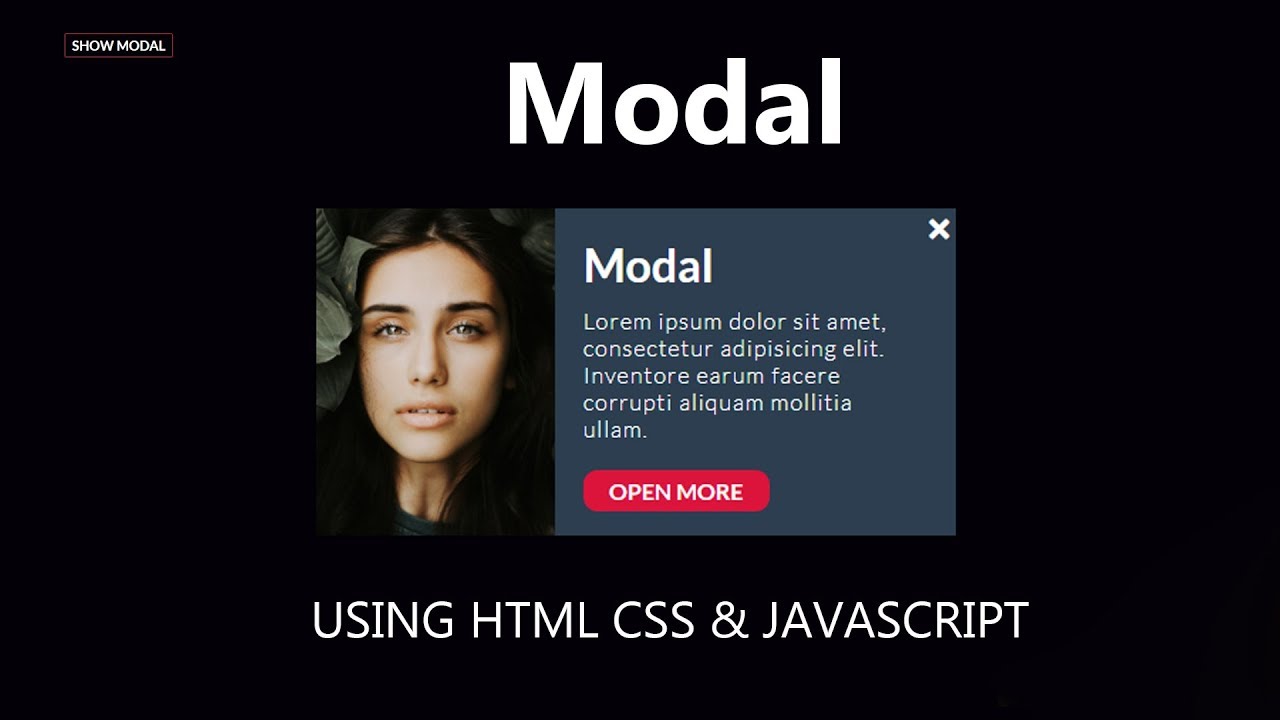 SHOW MODAL
Modal
Modal
Lorem ipsum dolor sit amet,
consectetur adipisicing elit.
Inventore earum facere
corrupti aliquam mollitia
ullam.
OPEN MORE
USING HTML CSS & JAVASCRIPT